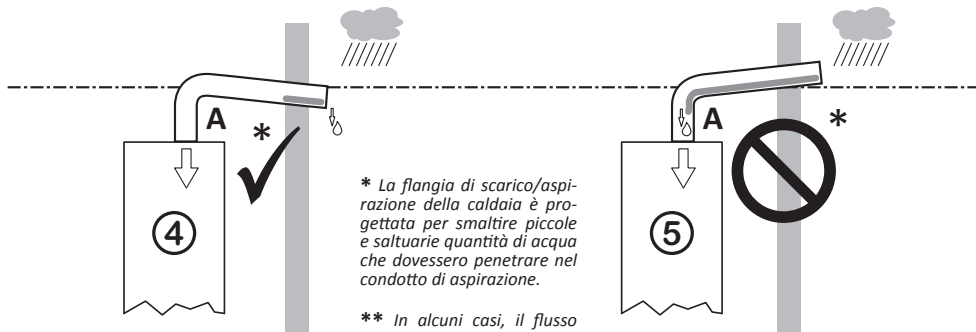 A
*
4
* La flangia di scarico/aspi-
razione della caldaia è pro-
gettata per smaltire piccole
e saltuarie quantità di acqua
che dovessero penetrare nel
condotto di aspirazione.
** In alcuni casi, il flusso
A
*
5